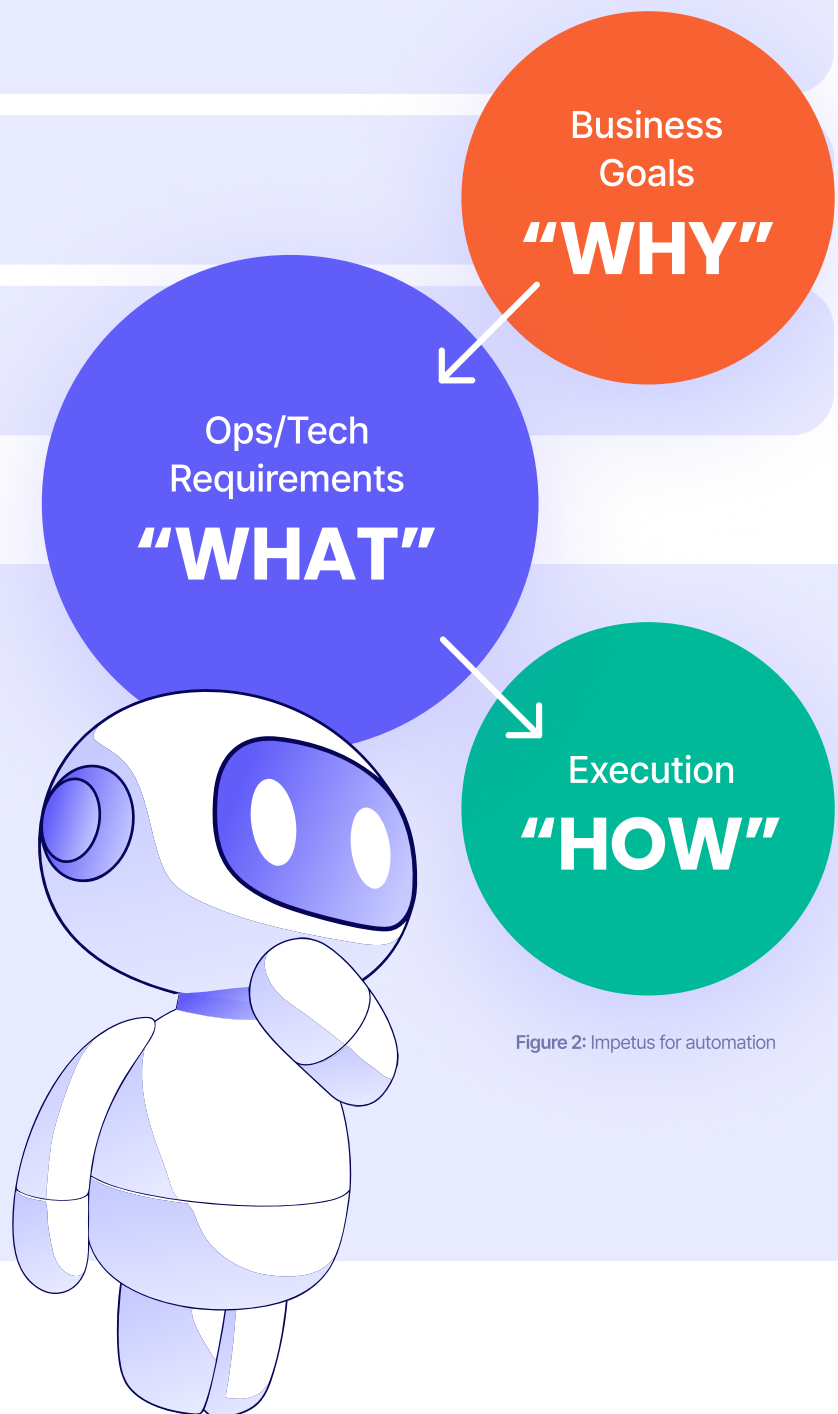 Business
Goals
“WHY”
Ops/Tech
Requirements
“WHAT”
Execution
“HOW”
Figure 2: Impetus for automation